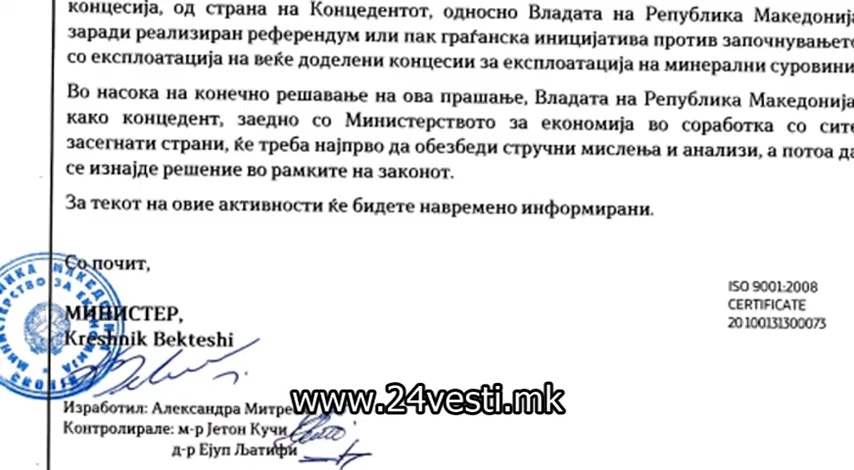 концесија, од страна на Концедентот, односно Владата на Република Македонија
заради реализиран референдум или пак граѓанска иницијатива против започнувањето
со експлоатација на веќе доделени концесии за експлоатација на минерални суровини
Во насока на конечно решавање на ова прашање, Владата на Република Македонија
како концедент, заедно со Министерството за економија во соработка со сите
засегнати страни, ќе треба најпрво да обезбеди стручни мислења и анализи, а потоа да
се изнајде решение во рамките на законот.
За текот на овие активности ќе бидете навремено информирани.
Со почит,
МИНИСТЕР,
Kreshnik Bekteshi
ISO 9001:2008
CERTIFICATE
20100131300073
www.24vesti.mk
Изработил: Александра Митре
Контролирале: м-р Јетон Кучи
д-р Ејуп Љатифи